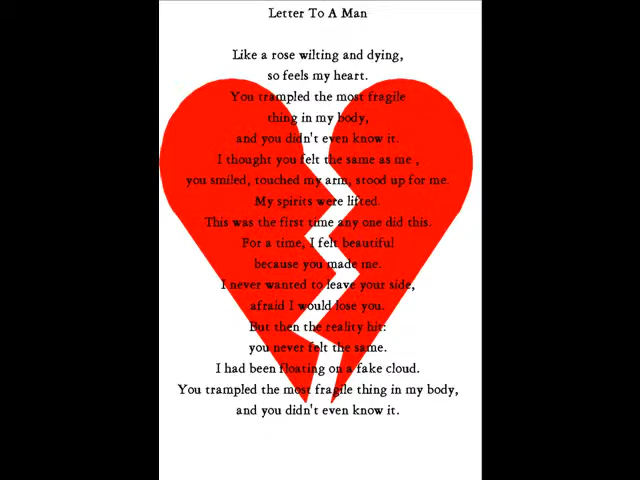 Letter To A Man
Like a rose wilting and dying,
so feels my heart.
You trampled the most fragile
thing in my body,
and you didn't even know it.
I thought you felt the same as me ,
you smiled, touched my arm, stood up for me.
My spirits were lifted.
This was the first time any one did this.
For a time, I felt beautiful
because you made me.
I never wanted to leave your side,
afraid I would lose you.
But then the reality hit:
you never felt the same.
I had been floating on a fake cloud.
You trampled the most fragile thing in my body,
and you didn't even know it.